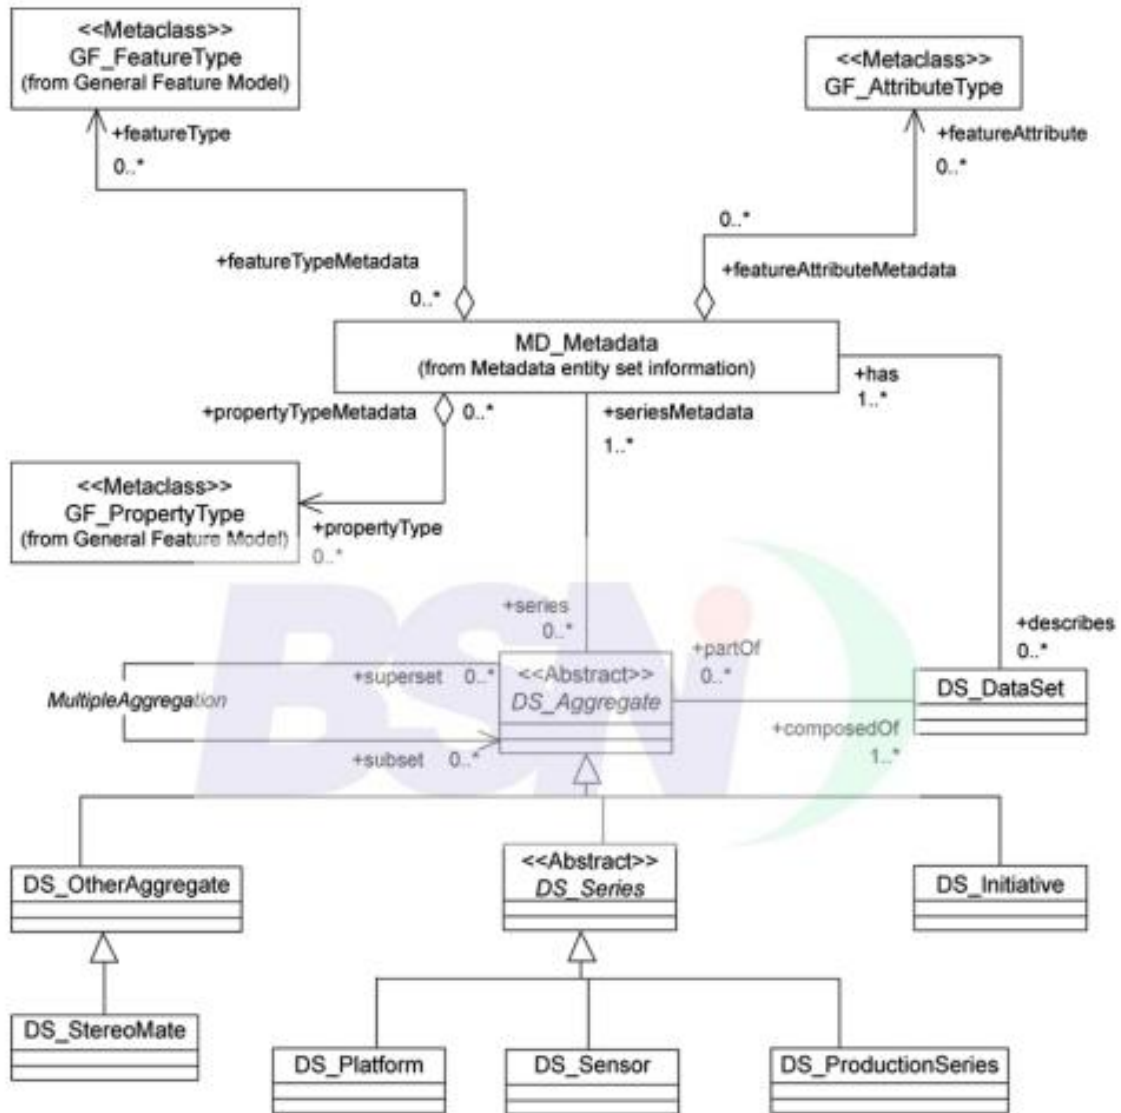 <<Metaclass>>
GF_FeatureType
(from General Feature Model)
<<Metaclass>>
GF_AttributeType
+featureType
0..*
+featureAttribute
0..*
0..*
+featureTypeMetadata
0..*
+featureAttributeMetadata
MD_Metadata
(from Metadata entity set information)
+has
1..*
+propertyTypeMetadata
0..*
+seriesMetadata
1..*
<<Metaclass>>
GF_PropertyType
(from General Feature Model)
+propertyType
0..*
BSN
+series
0..*
+partOf
0..*
+describes
0..*
MultipleAggregation
+superset 0..*
<<Abstract>>
DS_Aggregate
DS_DataSet
+subset 0..*
+composedOf
1..*
DS_OtherAggregate
<<Abstract>>
DS_Series
DS_Initiative
DS_StereoMate
DS_Platform
DS_Sensor
DS_ProductionSeries